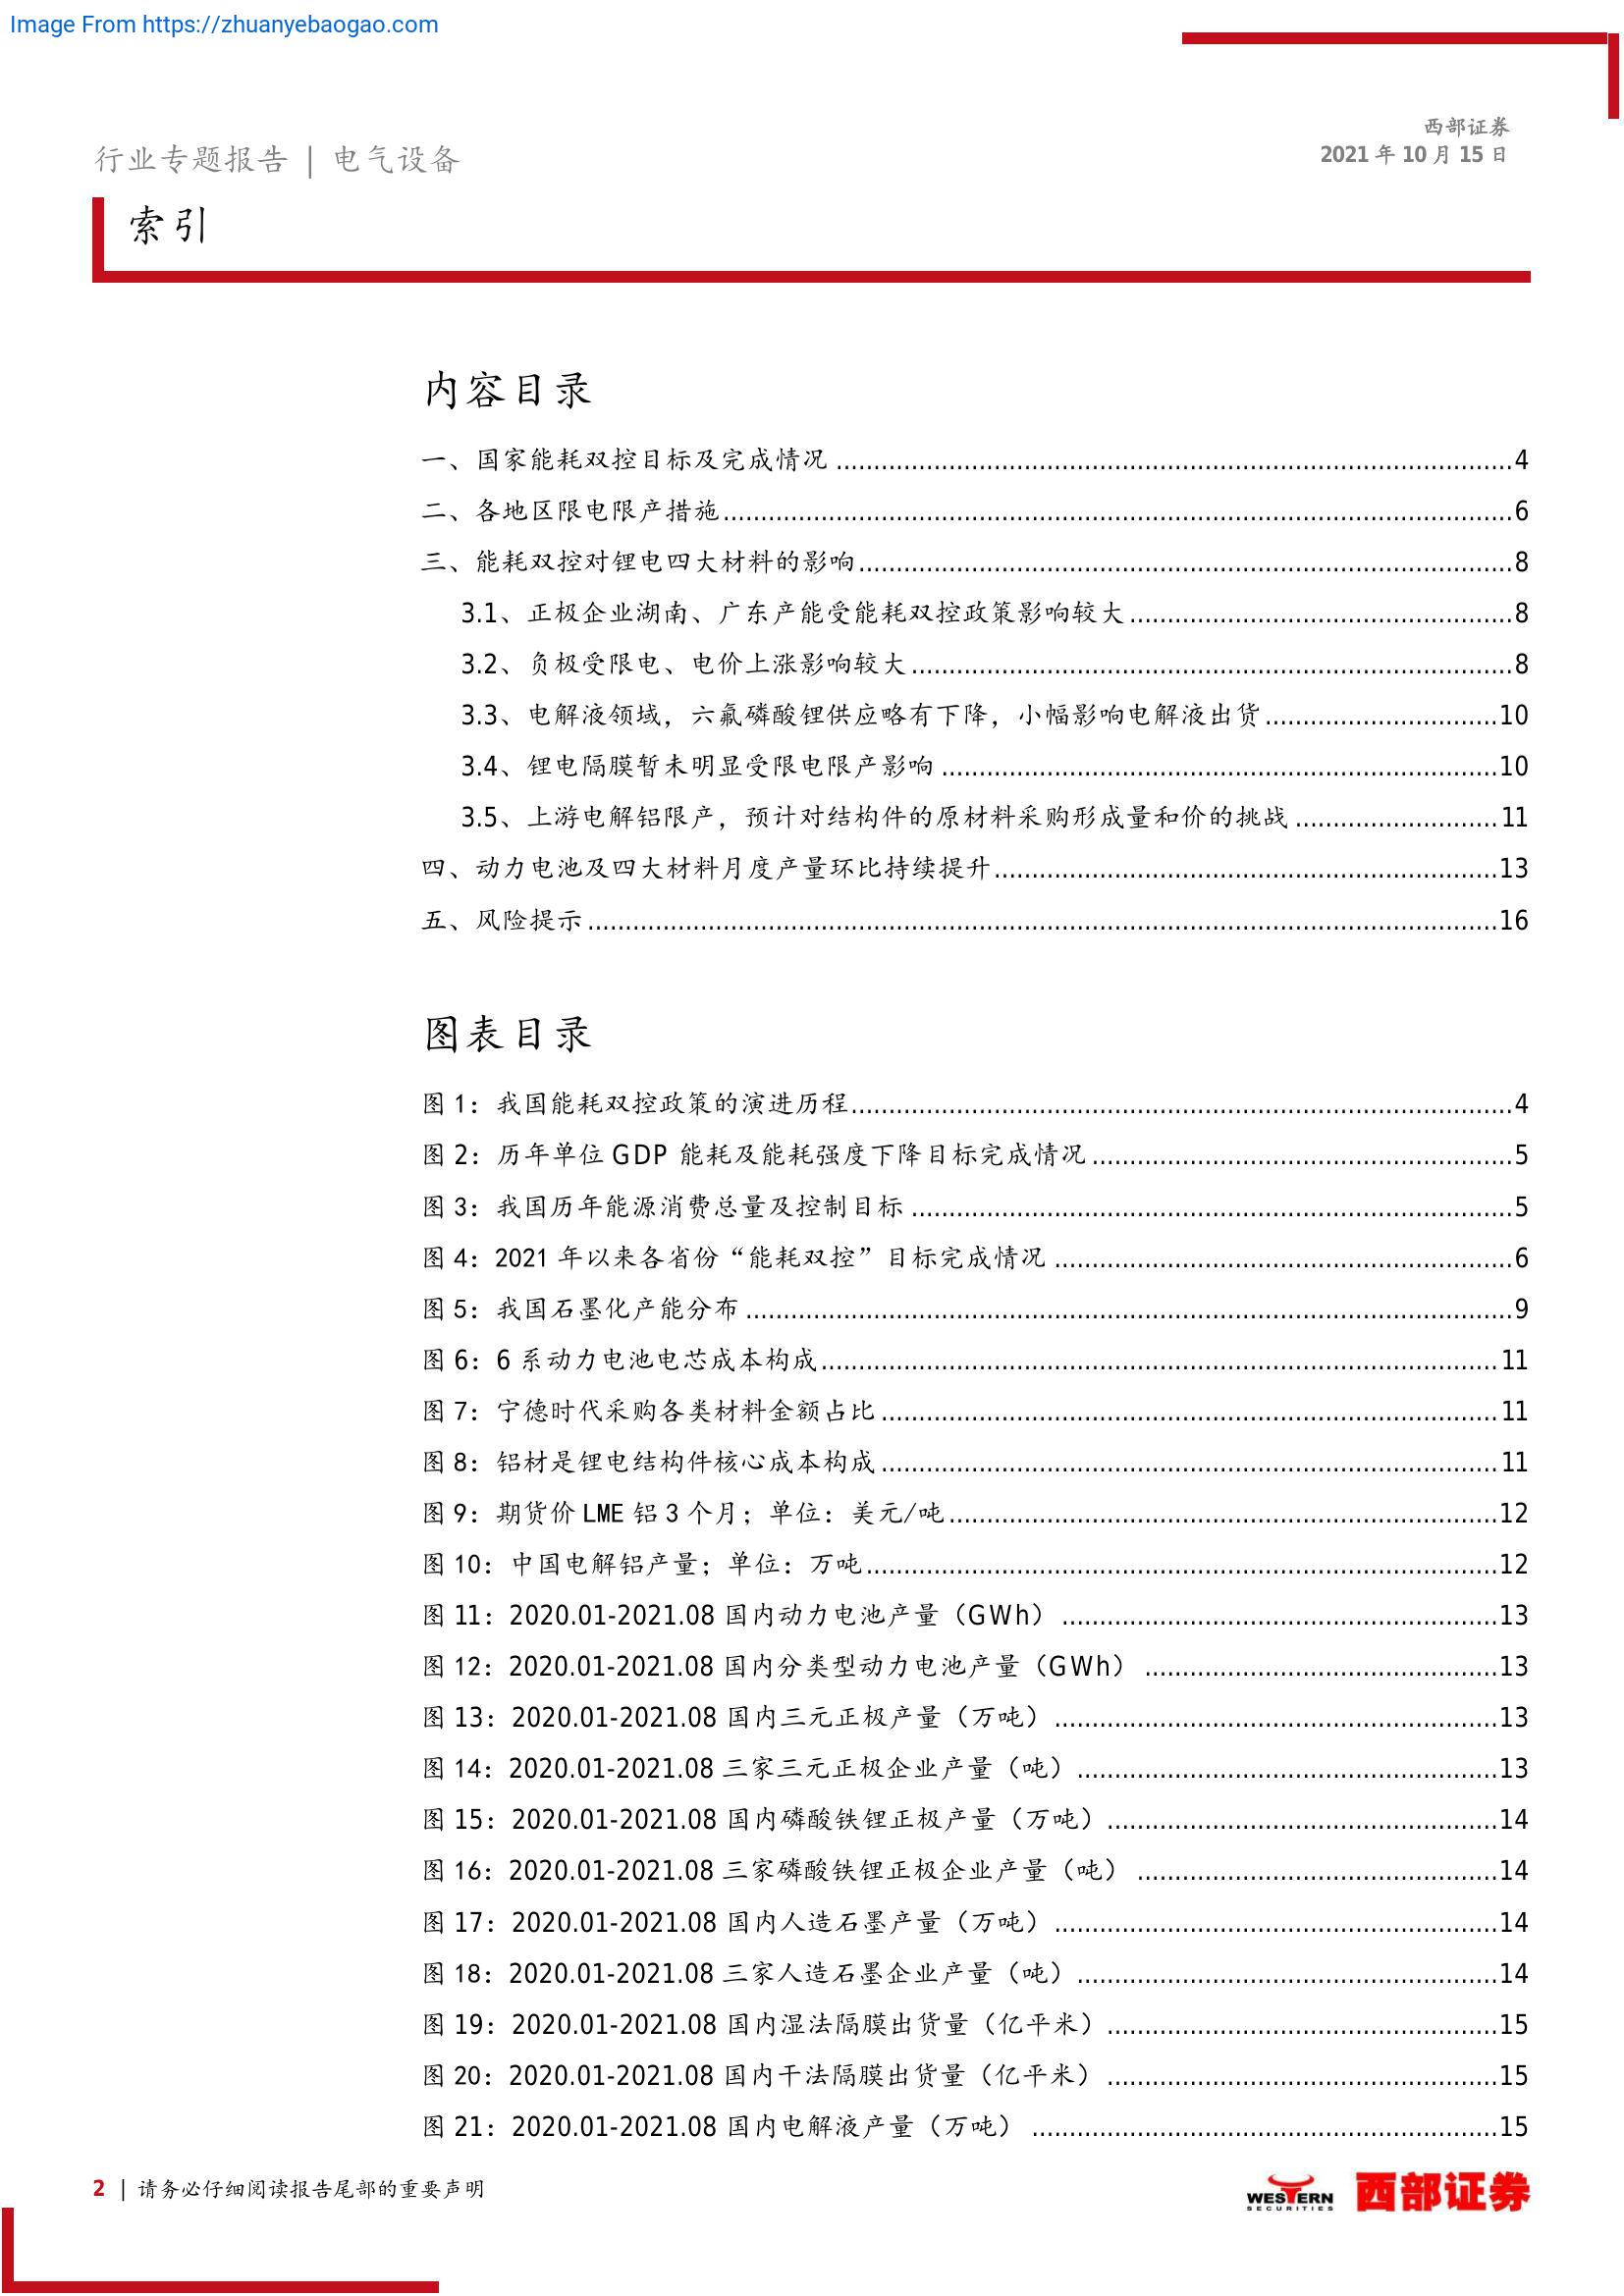 Image From https://zhuanyebaogao.com
西部证券
2021 年 10 月 15 日
行业专题报告 | 电气设备
索引
内容目录
一、国家能耗双控目标及完成情况 ........ 4
二、各地区限电限产措施 ........ 6
三、能耗双控对锂电四大材料的影响 ........ 8
3.1、正极企业湖南、广东产能受能耗双控政策影响较大 ........ 8
3.2、负极受限电、电价上涨影响较大 ........ 8
3.3、电解液领域，六氟磷酸锂供应略有下降，小幅影响电解液出货 ........ 10
3.4、锂电隔膜暂未明显受限电限产影响 ........ 10
3.5、上游电解铝限产，预计对结构件的原材料采购形成量和价的挑战 ........ 11
四、动力电池及四大材料月度产量环比持续提升 ........ 13
五、风险提示 ........ 16
图表目录
图 1：我国能耗双控政策的演进历程 ........ 4
图 2：历年单位 GDP 能耗及能耗强度下降目标完成情况 ........ 5
图 3：我国历年能源消费总量及控制目标 ........ 5
图 4：2021 年以来各省份“能耗双控”目标完成情况 ........ 6
图 5：我国石墨化产能分布 ........ 9
图 6：6 系动力电池电芯成本构成 ........ 11
图 7：宁德时代采购各类材料金额占比 ........ 11
图 8：铝材是锂电结构件核心成本构成 ........ 11
图 9：期货价 LME 铝 3 个月；单位：美元/吨 ........ 12
图 10：中国电解铝产量；单位：万吨 ........ 12
图 11：2020.01-2021.08 国内动力电池产量（GWh） ........ 13
图 12：2020.01-2021.08 国内分类型动力电池产量（GWh） ........ 13
图 13：2020.01-2021.08 国内三元正极产量（万吨） ........ 13
图 14：2020.01-2021.08 三家三元正极企业产量（吨） ........ 13
图 15：2020.01-2021.08 国内磷酸铁锂正极产量（万吨） ........ 14
图 16：2020.01-2021.08 三家磷酸铁锂正极企业产量（吨） ........ 14
图 17：2020.01-2021.08 国内人造石墨产量（万吨） ........ 14
图 18：2020.01-2021.08 三家人造石墨企业产量（吨） ........ 14
图 19：2020.01-2021.08 国内湿法隔膜出货量（亿平米） ........ 15
图 20：2020.01-2021.08 国内干法隔膜出货量（亿平米） ........ 15
图 21：2020.01-2021.08 国内电解液产量（万吨） ........ 15
2 | 请务必仔细阅读报告尾部的重要声明
WESTERN
SECURITIES
西部证券